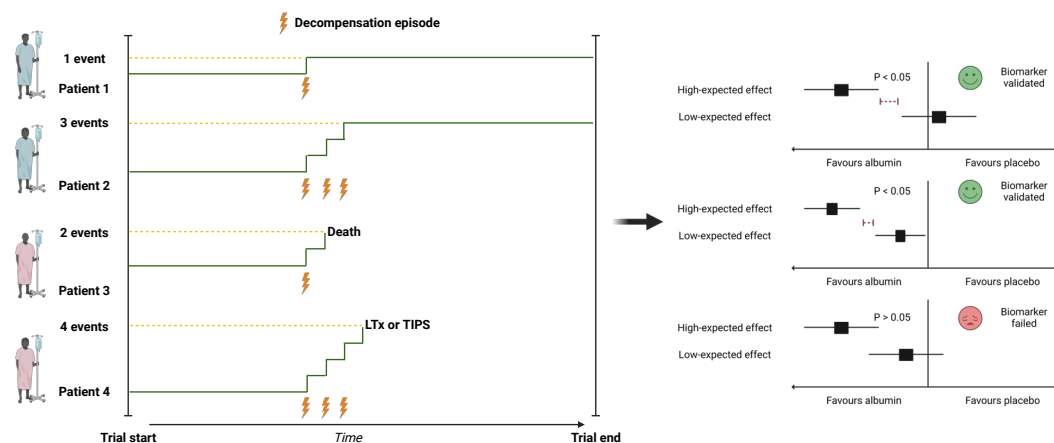 Decompensation episode
1 event
Patient 1
3 events
Patient 2
2 events
Death
Patient 3
4 events
LTx or TIPS
Patient 4
Trial start
Time
Trial end
P < 0.05
Biomarker
validated
High-expected effect
Low-expected effect
Favours albumin
Favours placebo
P < 0.05
Biomarker
validated
High-expected effect
Low-expected effect
Favours albumin
Favours placebo
P > 0.05
Biomarker
failed
High-expected effect
Low-expected effect
Favours albumin
Favours placebo